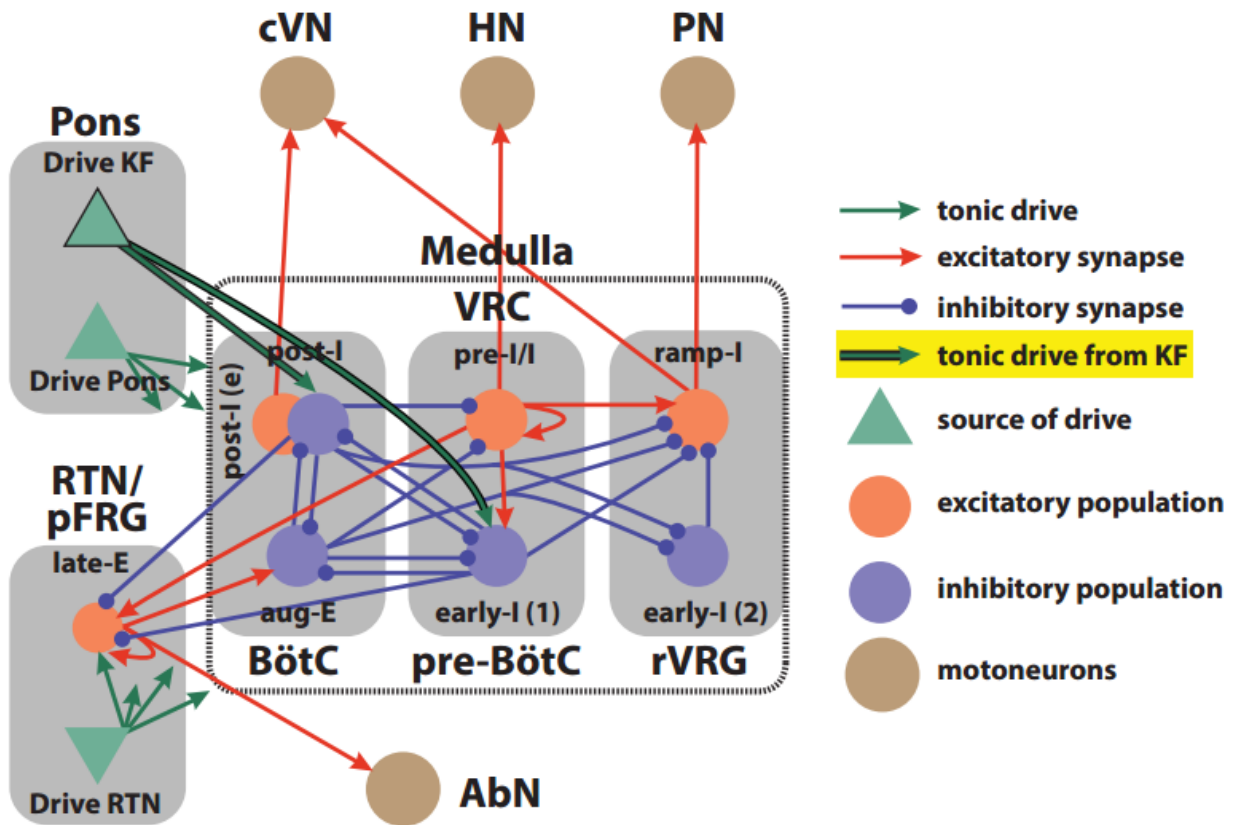 cVN
HN
PN
Pons
Drive KF
Drive Pons
Medulla
VRC
post-I
post-I (e)
pre-I/I
ramp-I
RTN/
pFRG
late-E
aug-E
early-I (1)
early-I (2)
BötC
pre-BötC
rVRG
Drive RTN
AbN
tonic drive
excitatory synapse
inhibitory synapse
tonic drive from KF
source of drive
excitatory population
inhibitory population
motoneurons